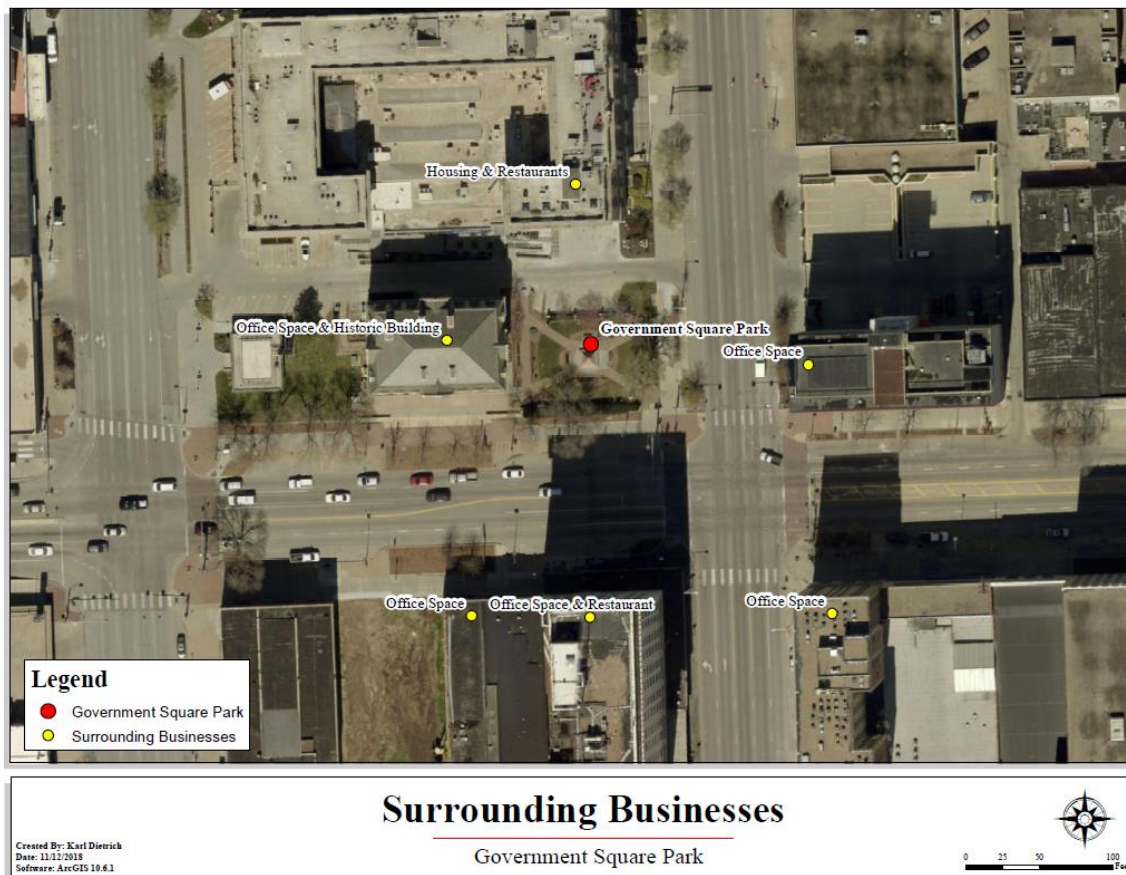 Housing & Restaurants
Office Space & Historic Building
Government Square Park
Office Space
Office Space
Office Space & Restaurant
Office Space
Legend
Government Square Park
Surrounding Businesses
Surrounding Businesses
Government Square Park
Created By: Karl Dietrich
Date: 11/12/2018
Software: ArcGIS 10.6.1
0 25 50 100
Feet